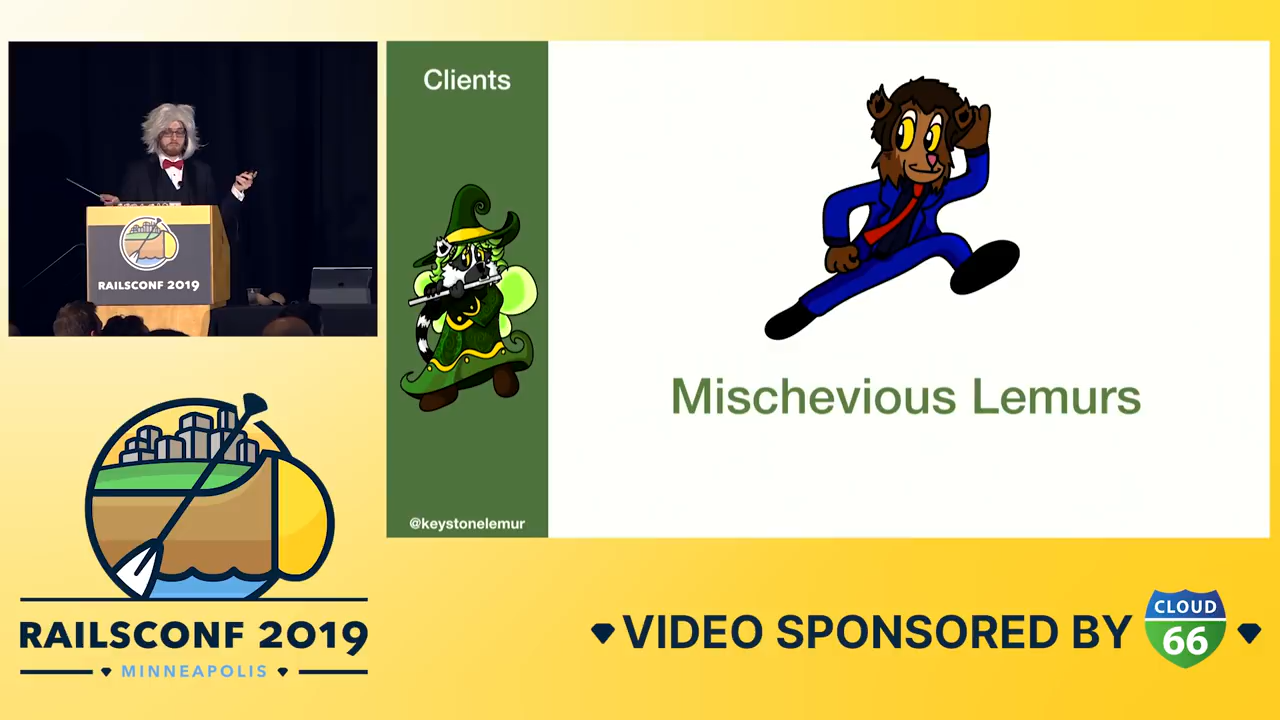 Clients
Mischevious Lemurs
@keystonelemur
RAILSCONF 2019
RAILSCONF 2019
MINNEAPOLIS
VIDEO SPONSORED BY
CLOUD
66